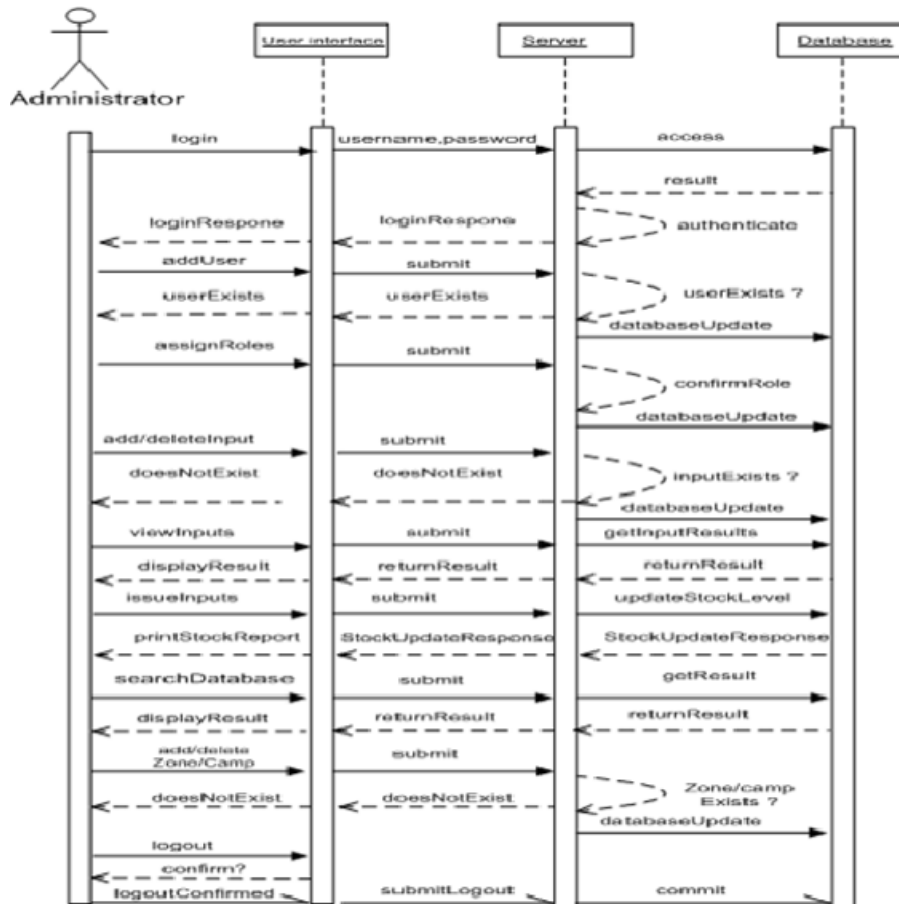 User interface
Server
Database
Administrator
login
username,password
access
result
loginRespone
loginRespone
authenticate
addUser
submit
userExists
userExists
userExists ?
databaseUpdate
assignRoles
submit
confirmRole
databaseUpdate
add/deleteInput
submit
doesNotExist
doesNotExist
inputExists ?
databaseUpdate
viewInputs
submit
getInputResults
displayResult
returnResult
returnResult
issueInputs
submit
updateStockLevel
printStockReport
StockUpdateResponse
StockUpdateResponse
searchDatabase
submit
getResult
displayResult
returnResult
returnResult
add/delete
Zone/Camp
submit
doesNotExist
doesNotExist
Zone/camp
Exists ?
databaseUpdate
logout
confirm?
logoutConfirmed
submitLogout
commit